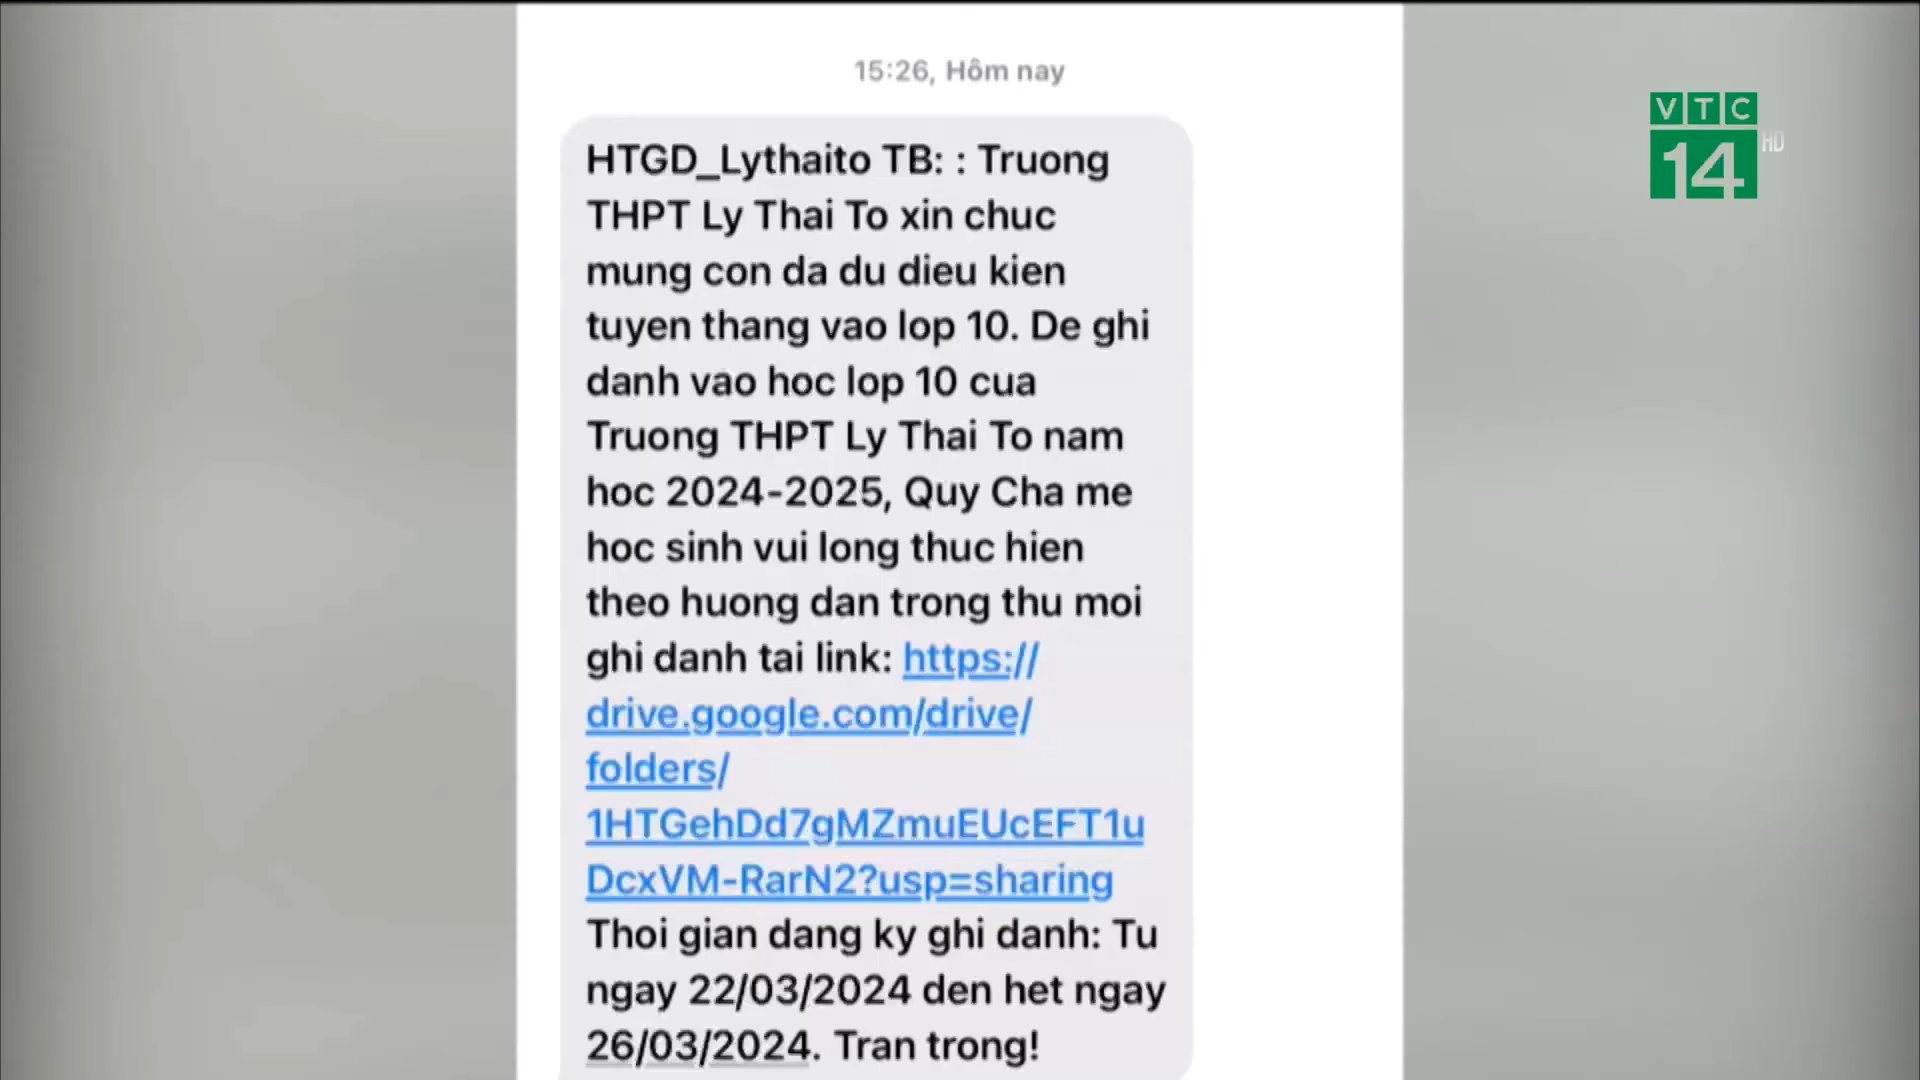 15:26, Hôm nay
VTC
14
HD
HTGD_Lythaito TB: : Truong
THPT Ly Thai To xin chuc
mung con da du dieu kien
tuyen thang vao lop 10. De ghi
danh vao hoc lop 10 cua
Truong THPT Ly Thai To nam
hoc 2024-2025, Quy Cha me
hoc sinh vui long thuc hien
theo huong dan trong thu moi
ghi danh tai link: https://
drive.google.com/drive/
folders/
1HTGehDd7gMZmuEUcEFT1u
DcxVM-RarN2?usp=sharing
Thoi gian dang ky ghi danh: Tu
ngay 22/03/2024 den het ngay
26/03/2024. Tran trong!